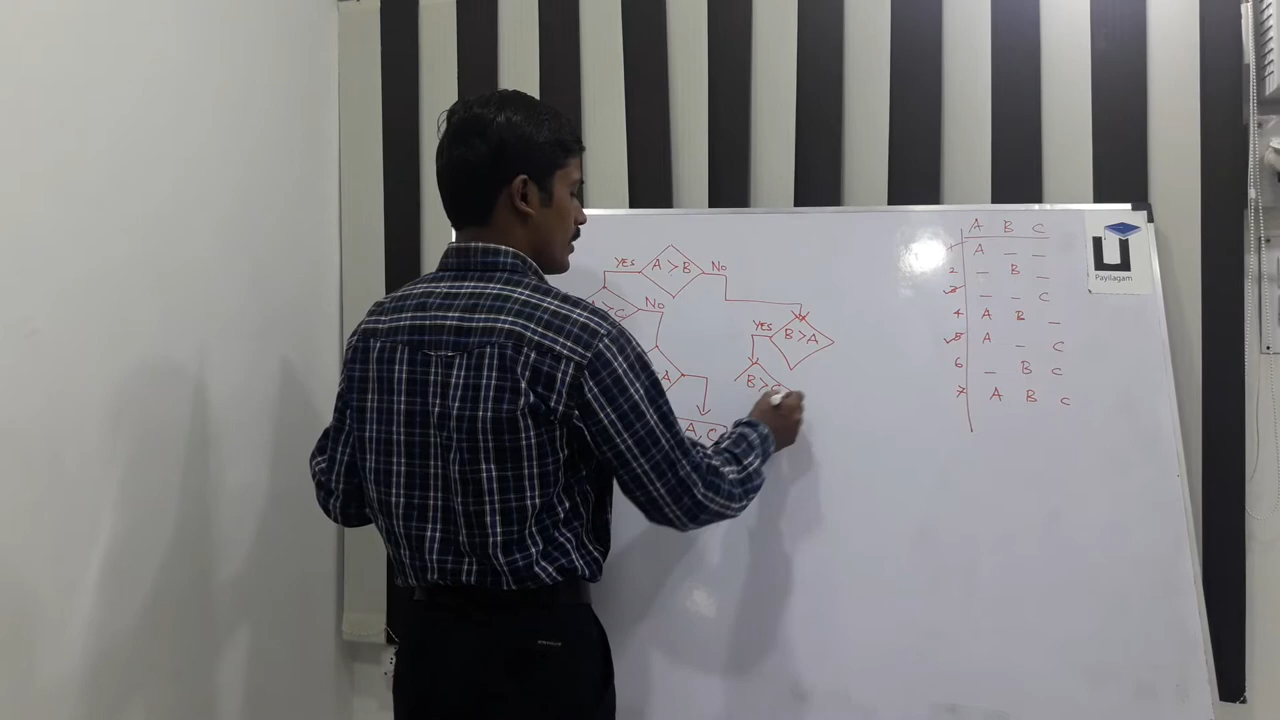 YES A > B No
A > C No
YES B > A
A
B > C
A, C
A B C
1 A _ _
2 _ B _
3 _ _ C
4 A B _
5 A _ C
6 _ B C
7 A B C
Payilagam